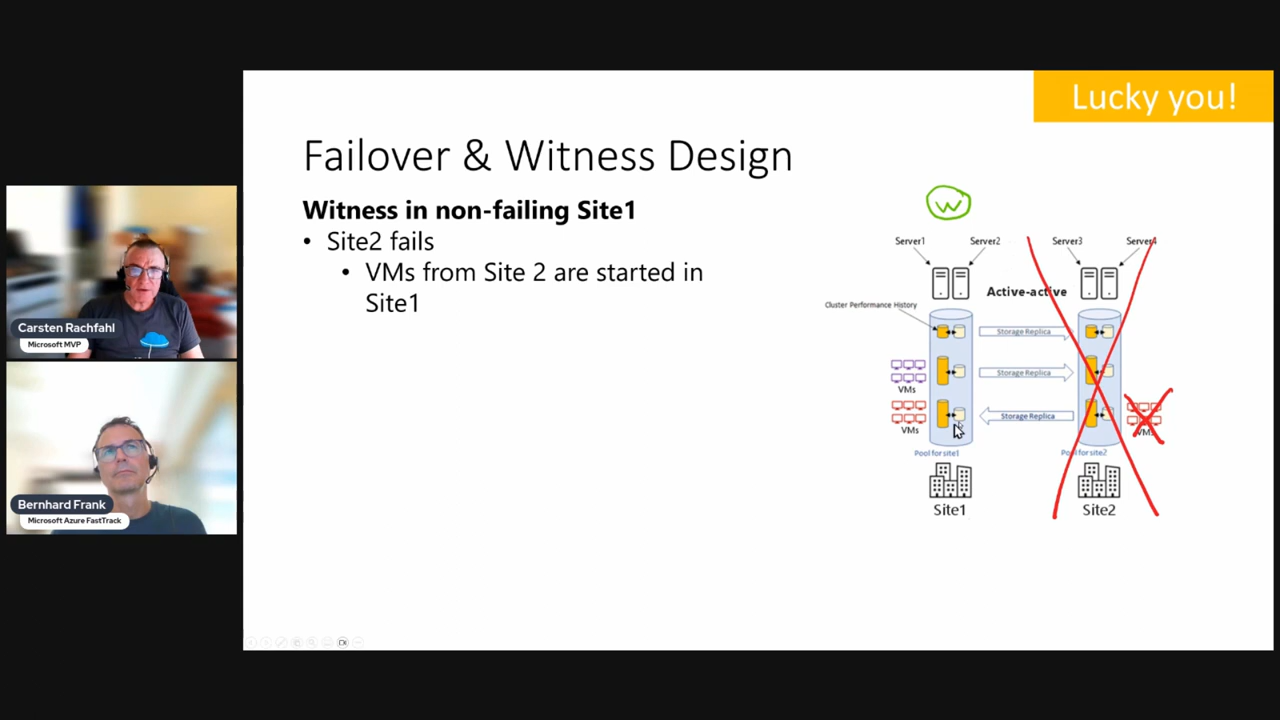 Lucky you!
Failover & Witness Design
Witness in non-failing Site1
• Site2 fails
• VMs from Site 2 are started in
Site1
W
Server1
Server2
Server3
Server4
Active-active
Cluster Performance History
Storage Replica
Storage Replica
VMs
Storage Replica
VMs
VMs
Pool for site1
Pool for site2
Site1
Site2
Carsten Rachfahl
Microsoft MVP
Bernhard Frank
Microsoft Azure FastTrack